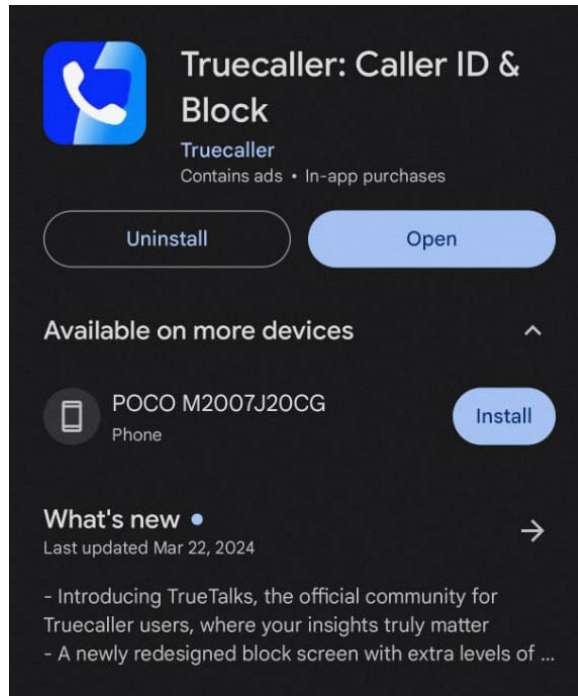 Truecaller: Caller ID &
Block
Truecaller
Contains ads • In-app purchases
Uninstall
Open
Available on more devices
POCO M2007J20CG
Phone
Install
What's new •
Last updated Mar 22, 2024
- Introducing TrueTalks, the official community for
Truecaller users, where your insights truly matter
- A newly redesigned block screen with extra levels of ...